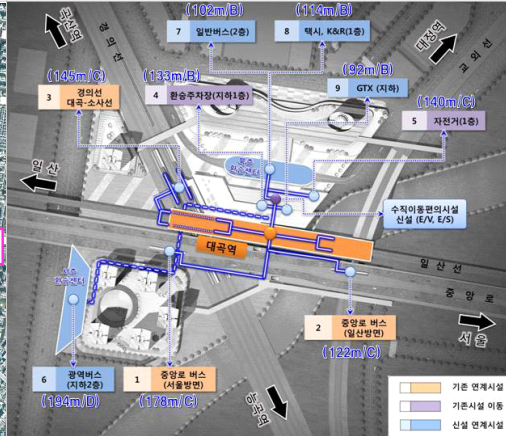 (102m/B)
(114m/B)
7 일반버스(2층)
8 택시, K&R(1층)
곡산역
경의선
대장역
교외선
(145m/C)
(133m/B)
(92m/B)
3 경의선
대곡-소사선
4 환승주차장(지하1층)
9 GTX (지하)
(140m/C)
5 자전거(1층)
일산
복합
환승센터
수직이동편의시설
신설 (E/V, E/S)
대곡역
복합
환승센터
일산선
중앙로
서울
6 광역버스
(지하2층)
1 중앙로 버스
(서울방면)
2 중앙로 버스
(일산방면)
(122m/C)
(194m/D)
(178m/C)
능곡역
기존 연계시설
기존시설 이동
신설 연계시설